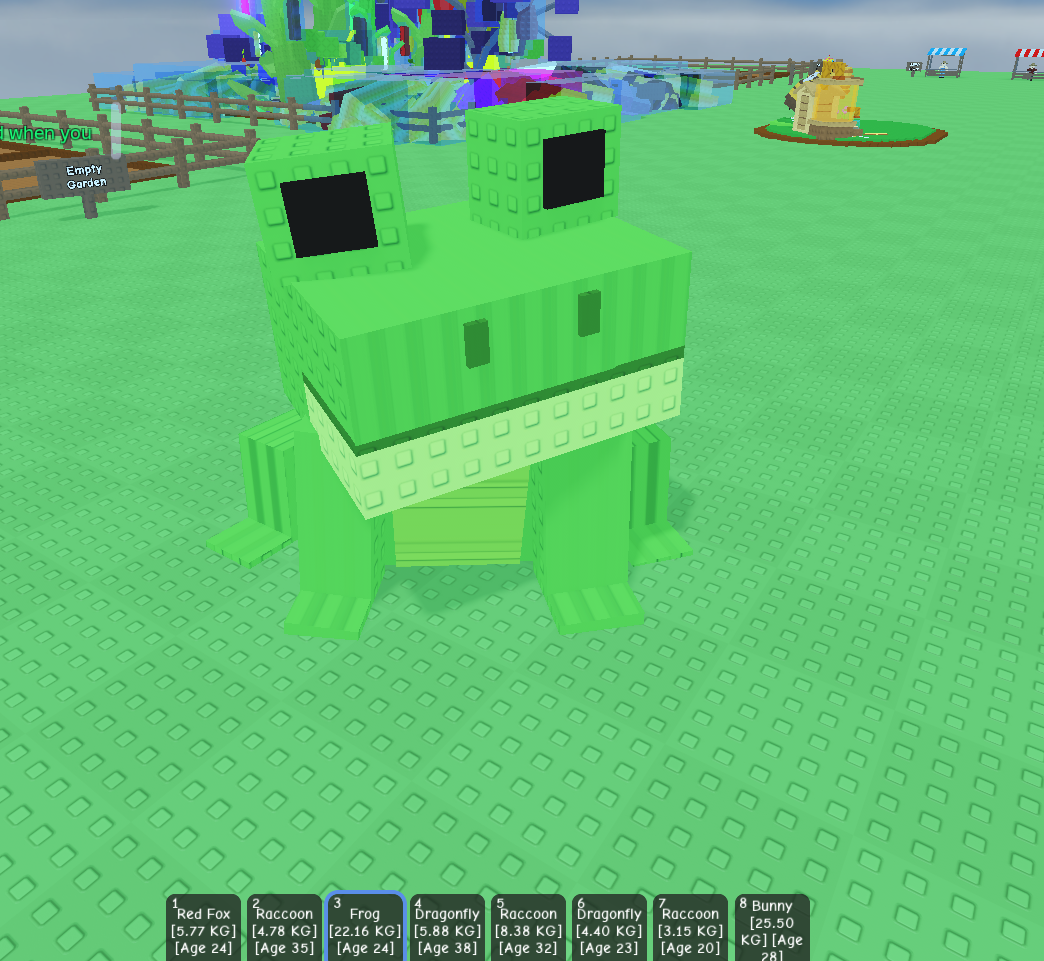 d when you
Empty
Garden
1
Red Fox
[5.77 KG]
[Age 24]
2
Raccoon
[4.78 KG]
[Age 35]
3
Frog
[22.16 KG]
[Age 24]
4
Dragonfly
[5.88 KG]
[Age 38]
5
Raccoon
[8.38 KG]
[Age 32]
6
Dragonfly
[4.40 KG]
[Age 23]
7
Raccoon
[3.15 KG]
[Age 20]
8
Bunny
[25.50
KG] [Age
28]